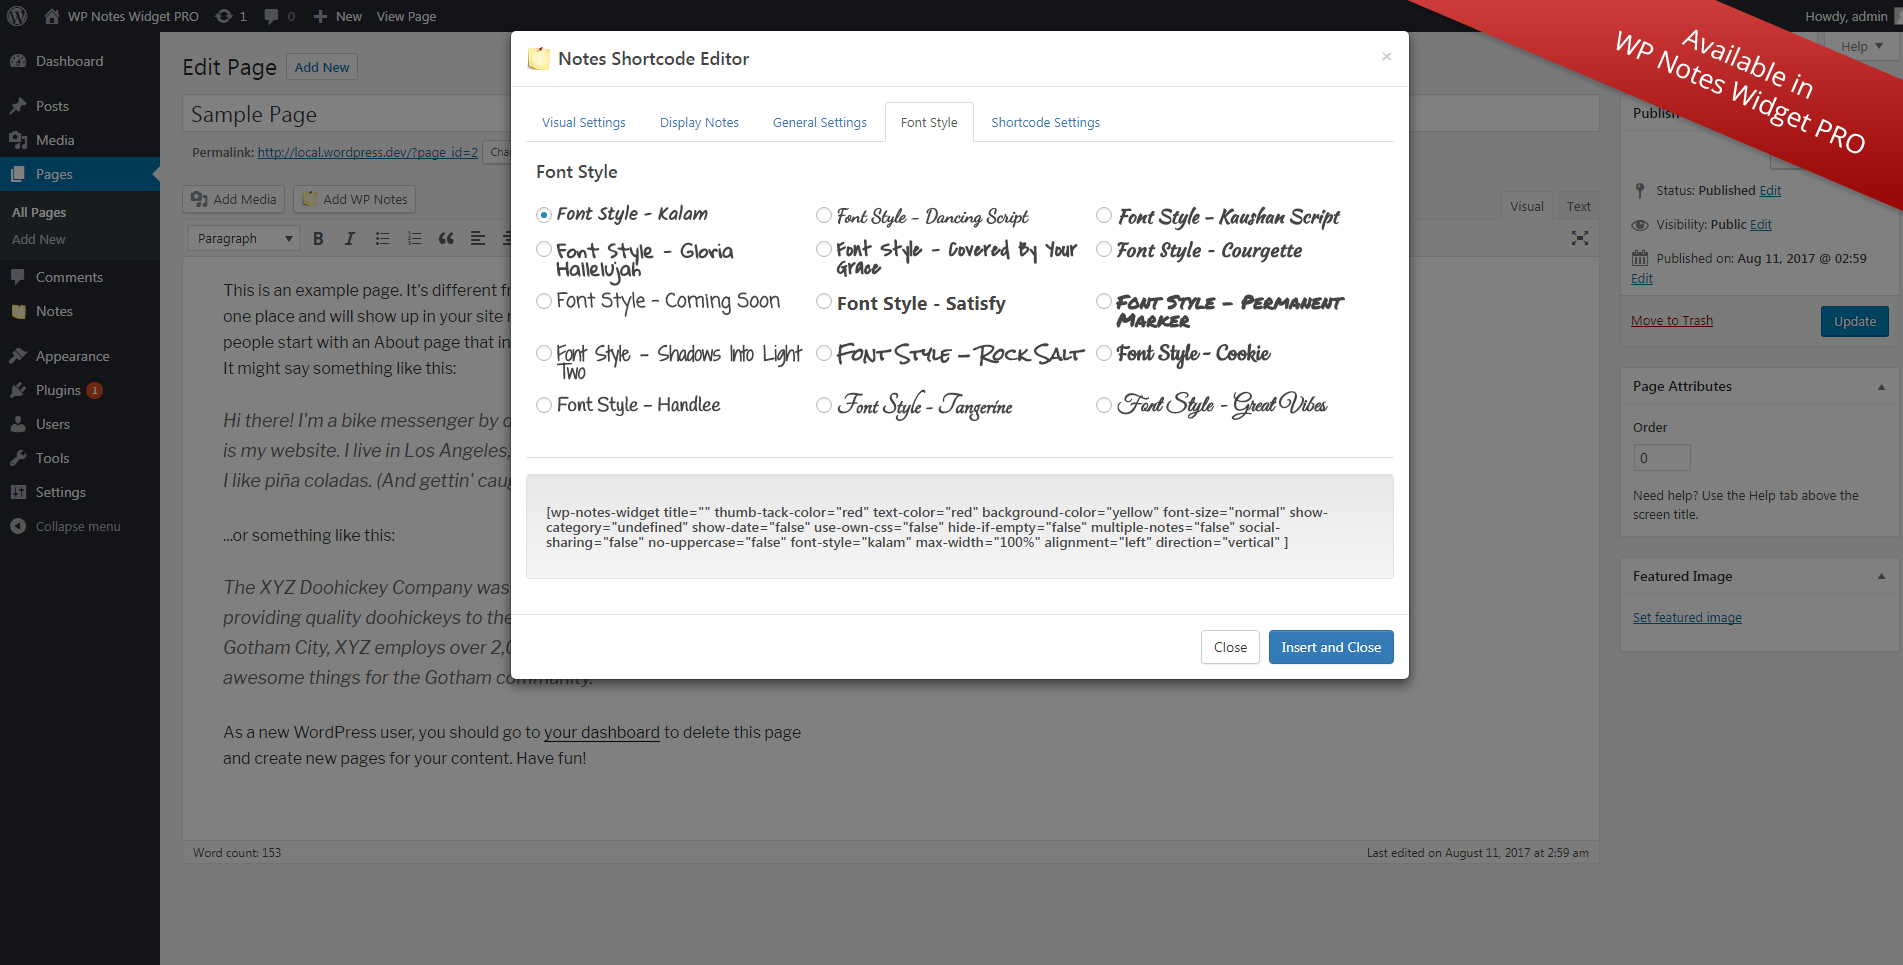 WP Notes Widget PRO
1
0
New
View Page
Howdy, admin
Available in
WP Notes Widget PRO
Help
Dashboard
Posts
Media
Pages
All Pages
Add New
Comments
Notes
Appearance
Plugins 1
Users
Tools
Settings
Collapse menu
Edit Page
Add New
Sample Page
Permalink: http://local.wordpress.dev/?page_id=2
Add Media
Add WP Notes
Visual
Text
Paragraph
B
I
This is an example page. It's different
one place and will show up in your site
people start with an About page that
It might say something like this:
Hi there! I'm a bike messenger by
is my website. I live in Los Angeles,
I like piña coladas. (And gettin'
...or something like this:
The XYZ Doohickey Company was
providing quality doohickeys to
Gotham City, XYZ employs over
awesome things for the Gotham community.
As a new WordPress user, you should go to your dashboard to delete this page
and create new pages for your content. Have fun!
Word count: 153
Last edited on August 11, 2017 at 2:59 am
Notes Shortcode Editor
×
Visual Settings
Display Notes
General Settings
Font Style
Shortcode Settings
Font Style
Font Style - Kalam
Font Style - Dancing Script
Font Style - Kaushan Script
Font Style - Gloria
Hallelujah
Font Style - Covered By Your
Grace
Font Style - Courgette
Font Style - Coming Soon
Font Style - Satisfy
Font Style - Permanent
Marker
Font Style - Shadows Into Light
Two
Font Style - Rock Salt
Font Style - Cookie
Font Style - Handlee
Font Style - Tangerine
Font Style - Great Vibes
[wp-notes-widget title="" thumb-tack-color="red" text-color="red" background-color="yellow" font-size="normal" show-
category="undefined" show-date="false" use-own-css="false" hide-if-empty="false" multiple-notes="false" social-
sharing="false" no-uppercase="false" font-style="kalam" max-width="100%" alignment="left" direction="vertical" ]
Close
Insert and Close
Publish
Status: Published Edit
Visibility: Public Edit
Published on: Aug 11, 2017 @ 02:59
Edit
Move to Trash
Update
Page Attributes
Order
0
Need help? Use the Help tab above the
screen title.
Featured Image
Set featured image